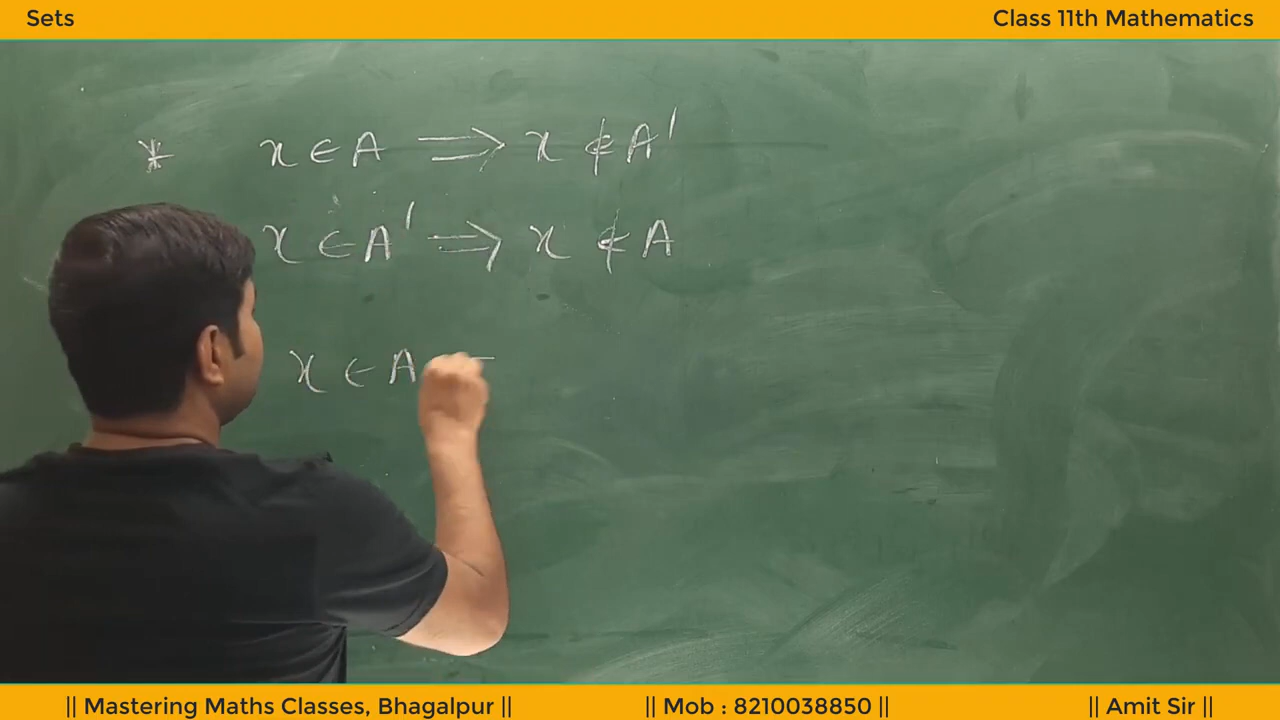 Sets
Class 11th Mathematics
* x ∈ A ⟹ x ∉ A'
x ∈ A' ⟹ x ∉ A
x ∈ A
|| Mastering Maths Classes, Bhagalpur ||
|| Mob : 8210038850 ||
|| Amit Sir ||